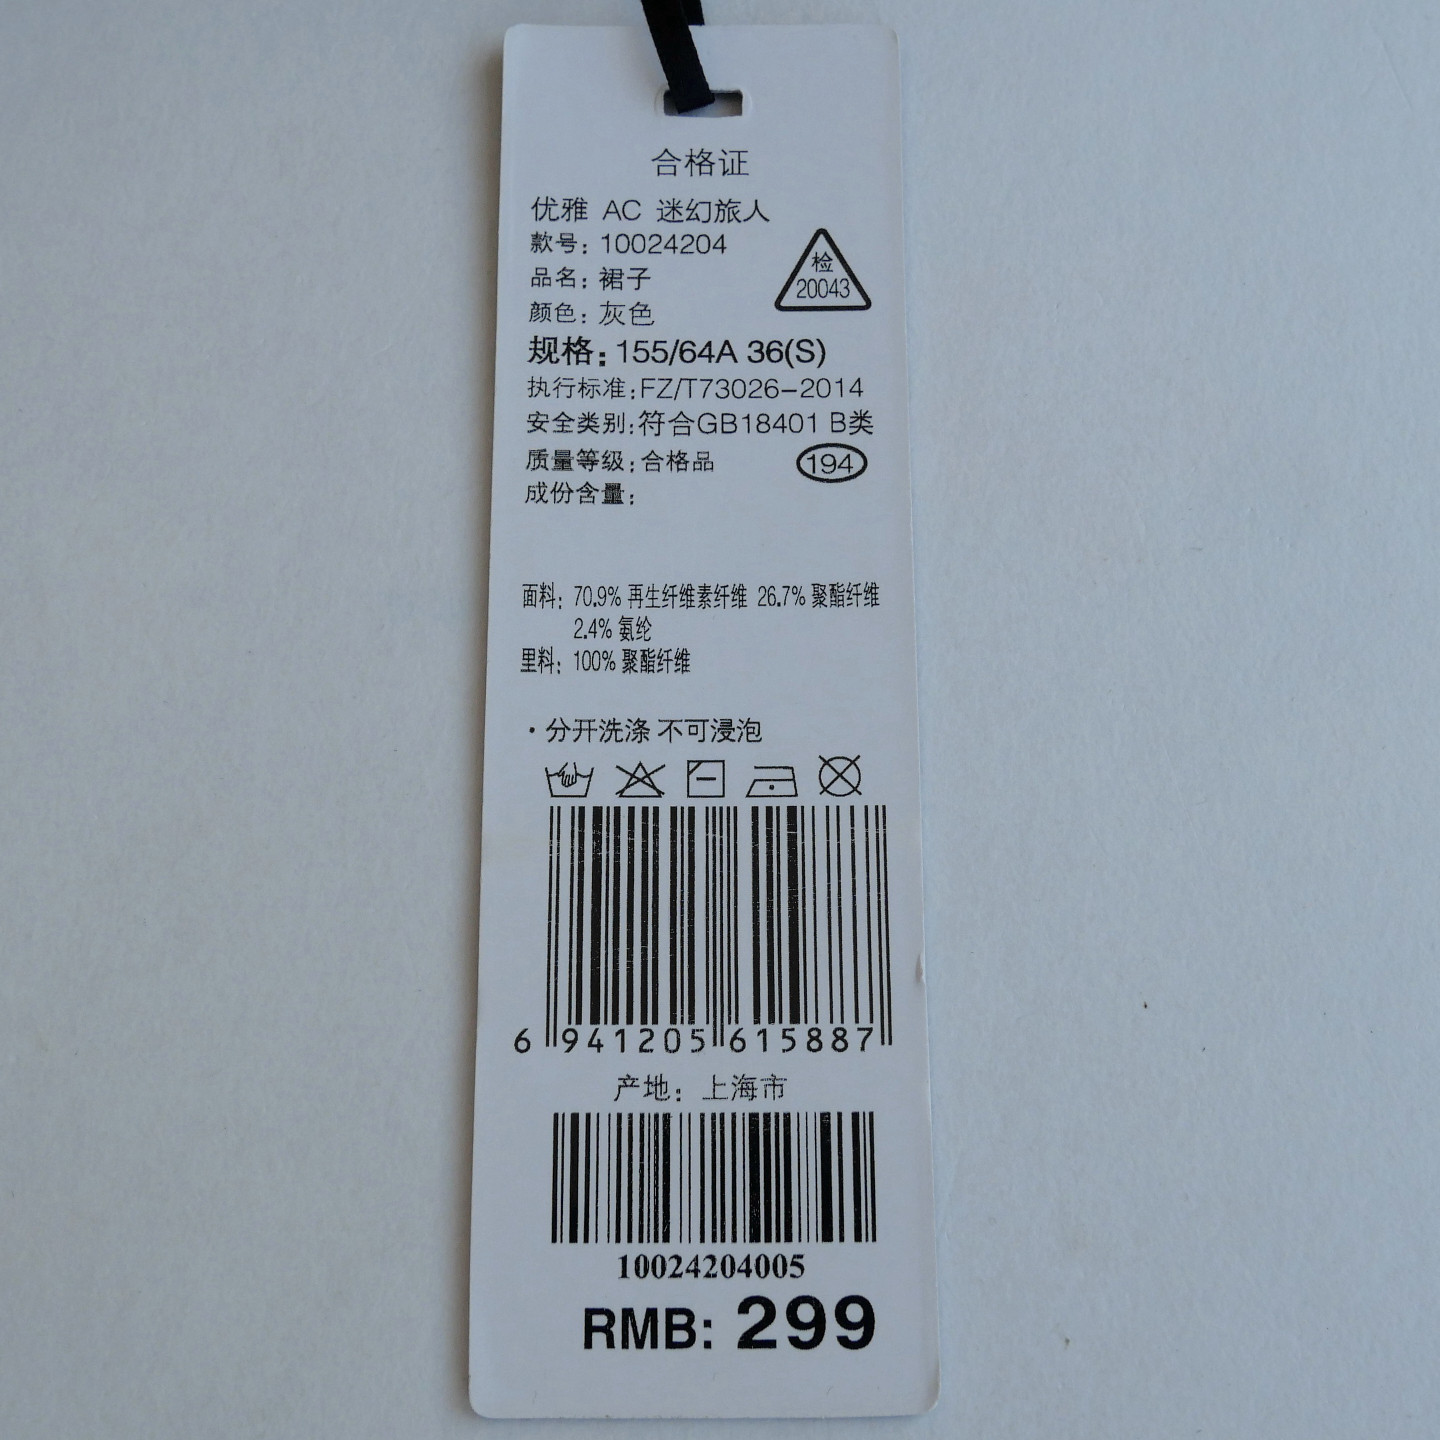 合格证
优雅 AC 迷幻旅人
款号: 10024204
品名: 裙子
检
20043
颜色: 灰色
规格: 155/64A 36(S)
执行标准:FZ/T73026-2014
安全类别:符合GB18401 B类
质量等级:合格品
194
成份含量:
面料: 70.9% 再生纤维素纤维 26.7% 聚酯纤维
2.4% 氨纶
里料: 100% 聚酯纤维
·分开洗涤 不可浸泡
6 941205 615887
产地: 上海市
10024204005
RMB: 299